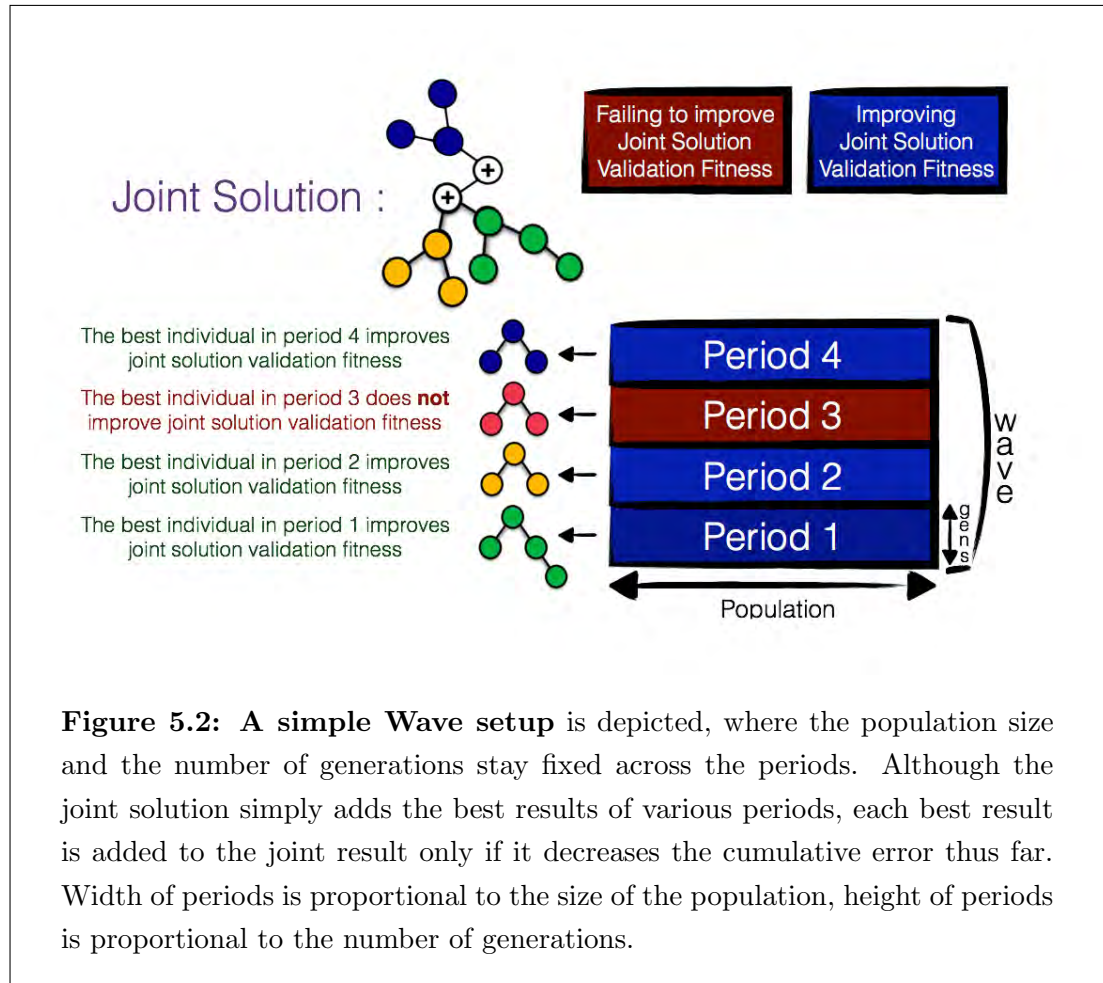 Failing to improve
Joint Solution
Validation Fitness
Improving
Joint Solution
Validation Fitness
+
+
Joint Solution :
The best individual in period 4 improves
joint solution validation fitness
Period 4
The best individual in period 3 does not
improve joint solution validation fitness
Period 3
The best individual in period 2 improves
joint solution validation fitness
Period 2
The best individual in period 1 improves
joint solution validation fitness
Period 1
gens
wave
Population
Figure 5.2: A simple Wave setup is depicted, where the population size
and the number of generations stay fixed across the periods. Although the
joint solution simply adds the best results of various periods, each best result
is added to the joint result only if it decreases the cumulative error thus far.
Width of periods is proportional to the size of the population, height of periods
is proportional to the number of generations.